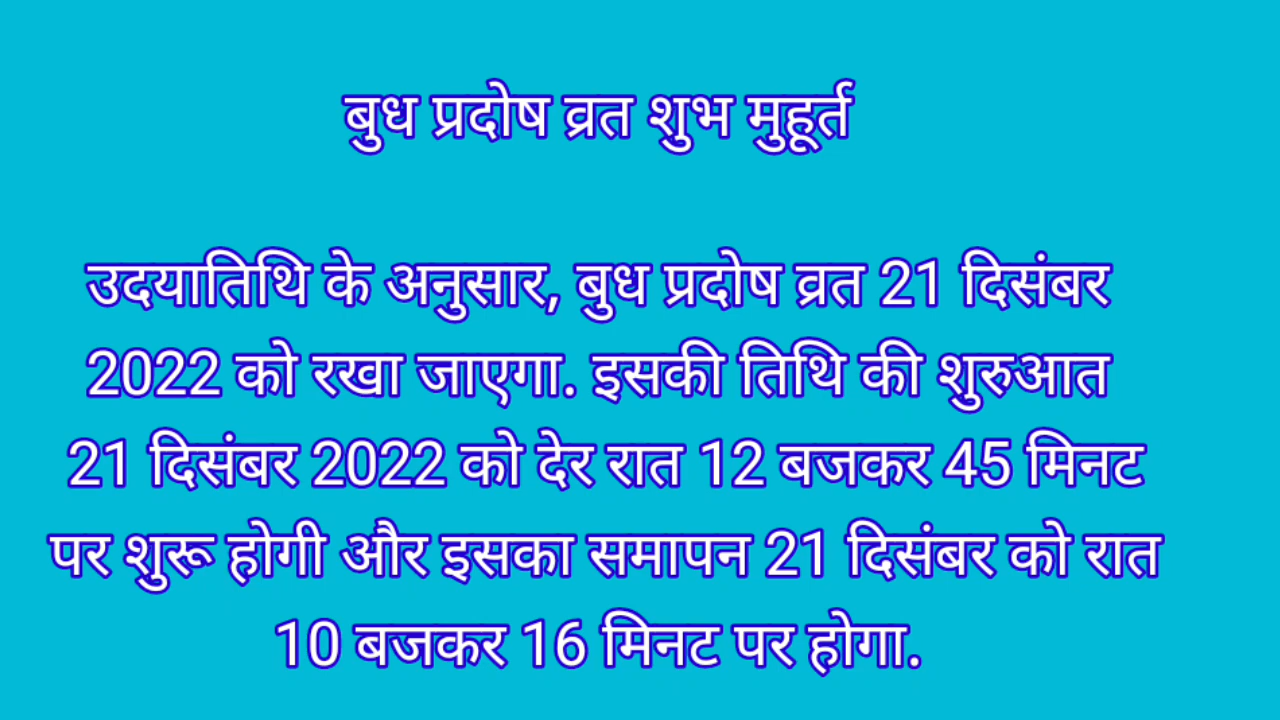 बुध प्रदोष व्रत शुभ मुहूर्त
उदयातिथि के अनुसार, बुध प्रदोष व्रत 21 दिसंबर
2022 को रखा जाएगा. इसकी तिथि की शुरुआत
21 दिसंबर 2022 को देर रात 12 बजकर 45 मिनट
पर शुरू होगी और इसका समापन 21 दिसंबर को रात
10 बजकर 16 मिनट पर होगा.